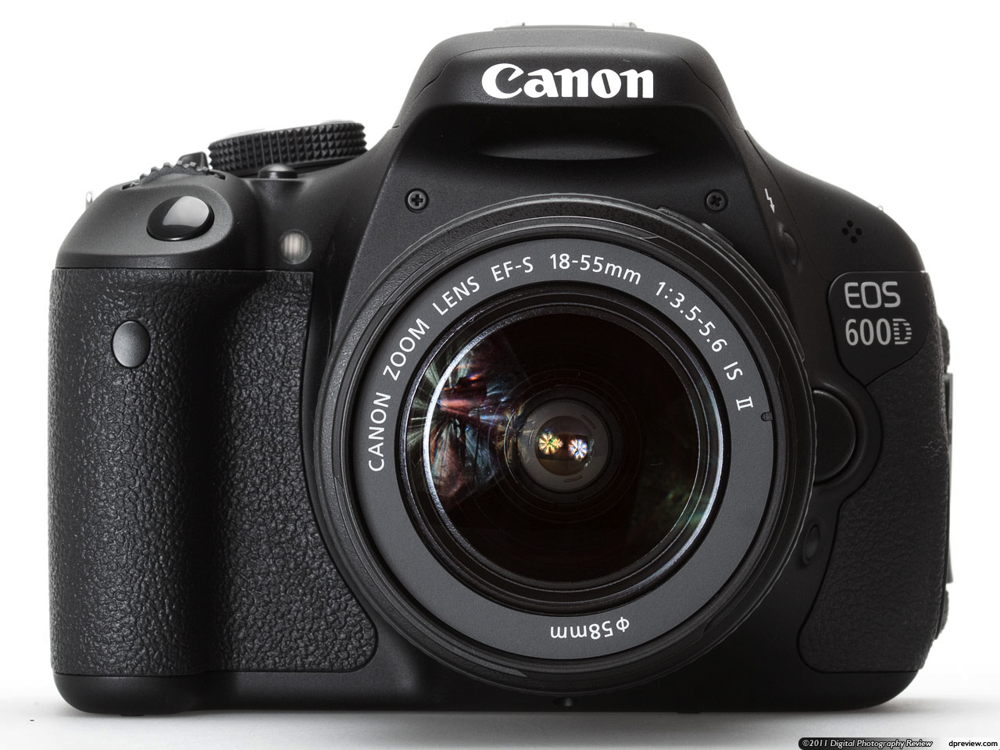 Canon
CANON ZOOM LENS EF-S 18-55mm 1:3.5-5.6 IS II
EOS
600D
Φ58mm
©2011 Digital Photography Review dpreview.com